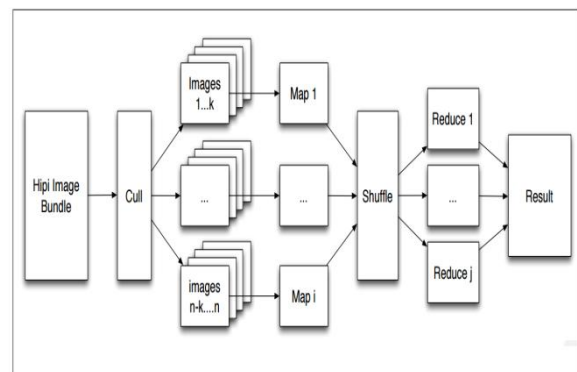 Hipi Image
Bundle
Cull
Images
1...k
...
images
n-k....n
Map 1
...
Map i
Shuffle
Reduce 1
...
Reduce j
Result